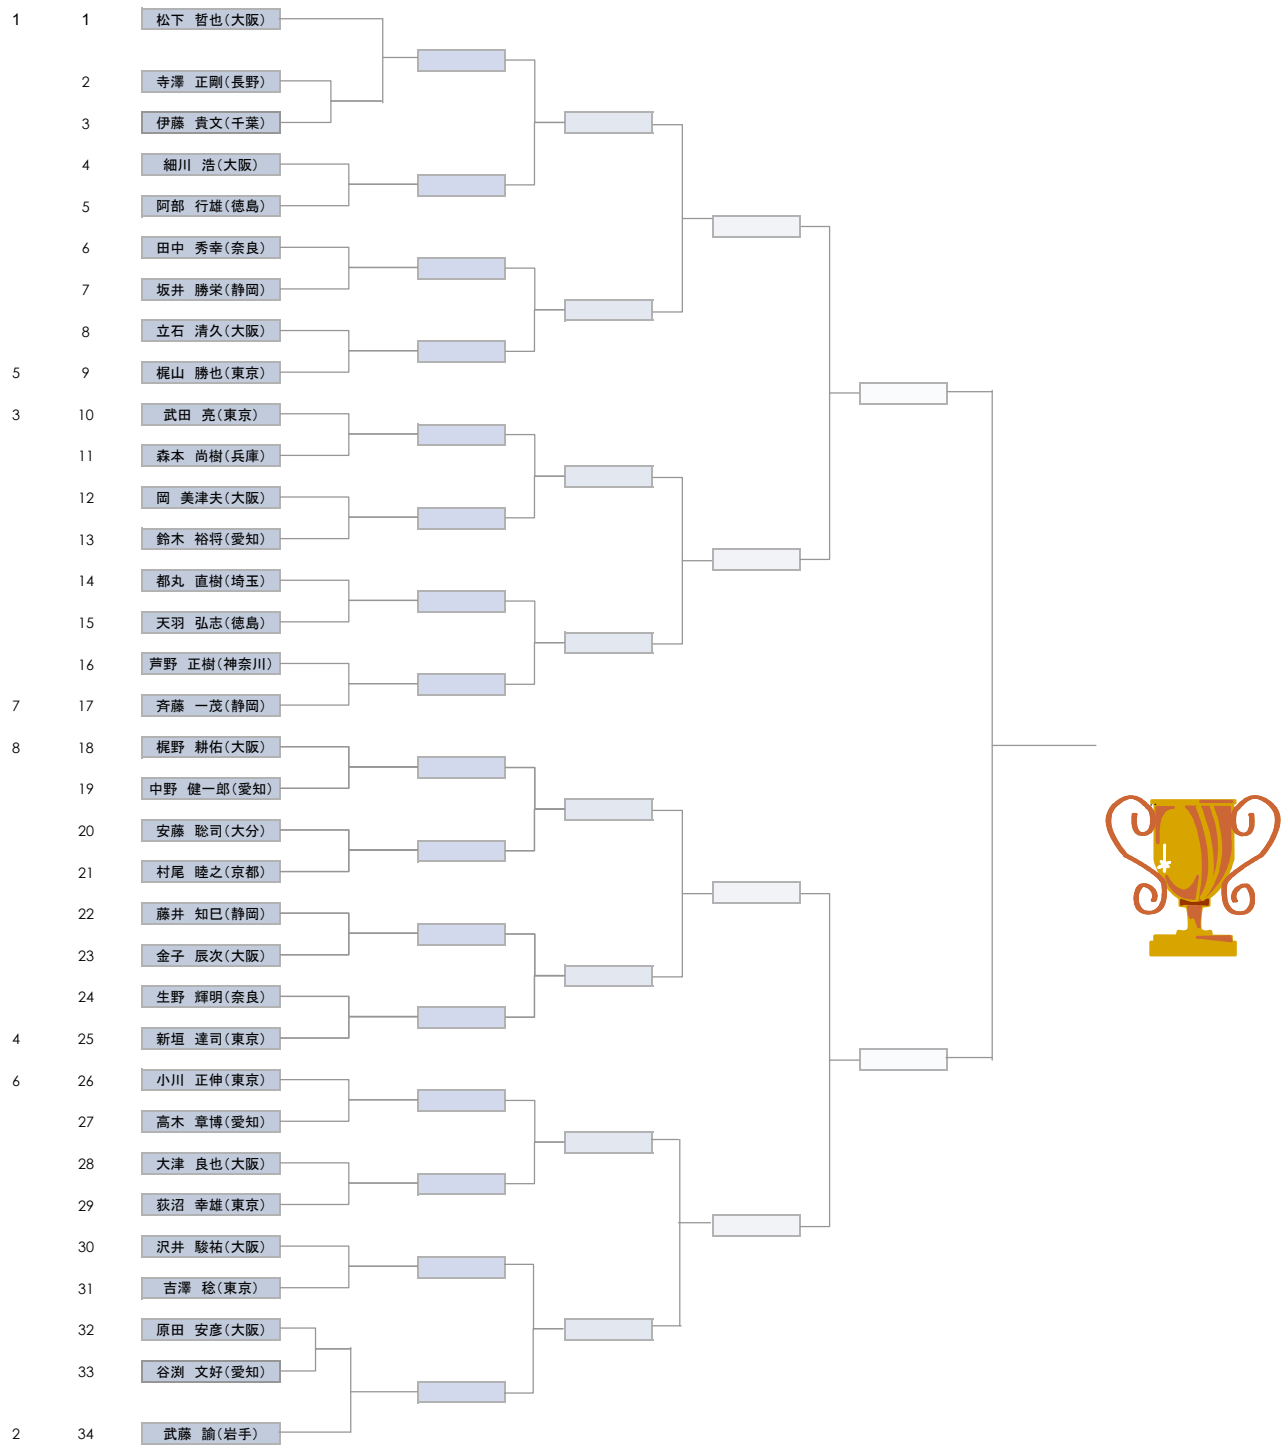 1 1 松下 哲也(大阪)
2 寺澤 正剛(長野)
3 伊藤 貴文(千葉)
4 細川 浩(大阪)
5 阿部 行雄(徳島)
6 田中 秀幸(奈良)
7 坂井 勝栄(静岡)
8 立石 清久(大阪)
5 9 梶山 勝也(東京)
3 10 武田 亮(東京)
11 森本 尚樹(兵庫)
12 岡 美津夫(大阪)
13 鈴木 裕将(愛知)
14 都丸 直樹(埼玉)
15 天羽 弘志(徳島)
16 芦野 正樹(神奈川)
7 17 斉藤 一茂(静岡)
8 18 梶野 耕佑(大阪)
19 中野 健一郎(愛知)
20 安藤 聡司(大分)
21 村尾 睦之(京都)
22 藤井 知巳(静岡)
23 金子 辰次(大阪)
24 生野 輝明(奈良)
4 25 新垣 達司(東京)
6 26 小川 正伸(東京)
27 高木 章博(愛知)
28 大津 良也(大阪)
29 荻沼 幸雄(東京)
30 沢井 駿祐(大阪)
31 吉澤 稔(東京)
32 原田 安彦(大阪)
33 谷渕 文好(愛知)
2 34 武藤 諭(岩手)